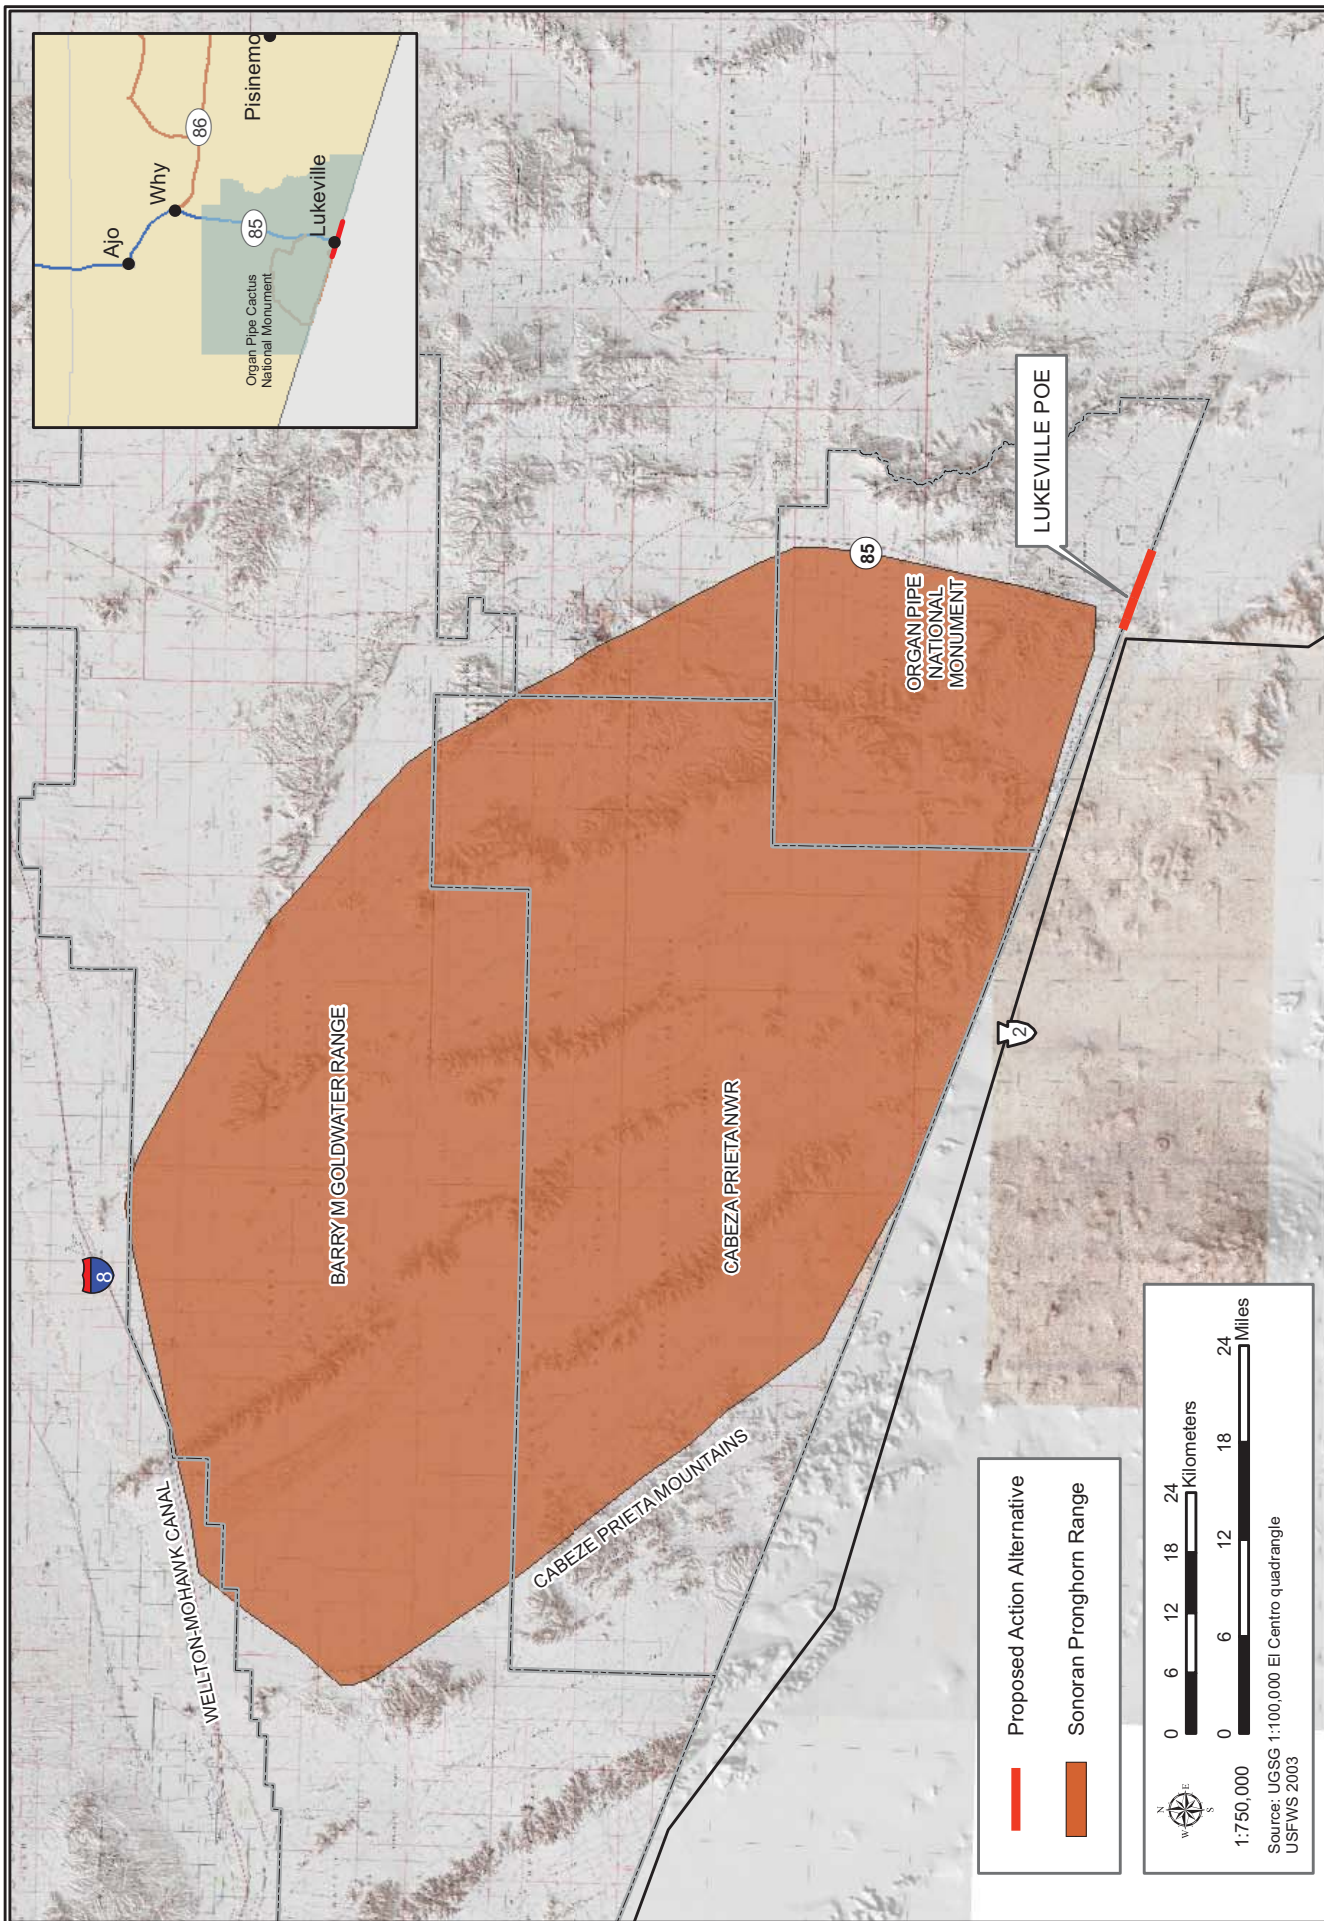 Ajo
Why
86
Pisinemo
85
Organ Pipe Cactus
National Monument
Lukeville
8
WELLTON-MOHAWK CANAL
BARRY M GOLDWATER RANGE
CABEZA PRIETA NWR
CABEZE PRIETA MOUNTAINS
85
ORGAN PIPE
NATIONAL
MONUMENT
LUKEVILLE POE
2
Proposed Action Alternative
Sonoran Pronghorn Range
N
W E
S
0 6 12 18 24
Kilometers
0 6 12 18 24
Miles
1:750,000
Source: UGSG 1:100,000 El Centro quadrangle
USFWS 2003